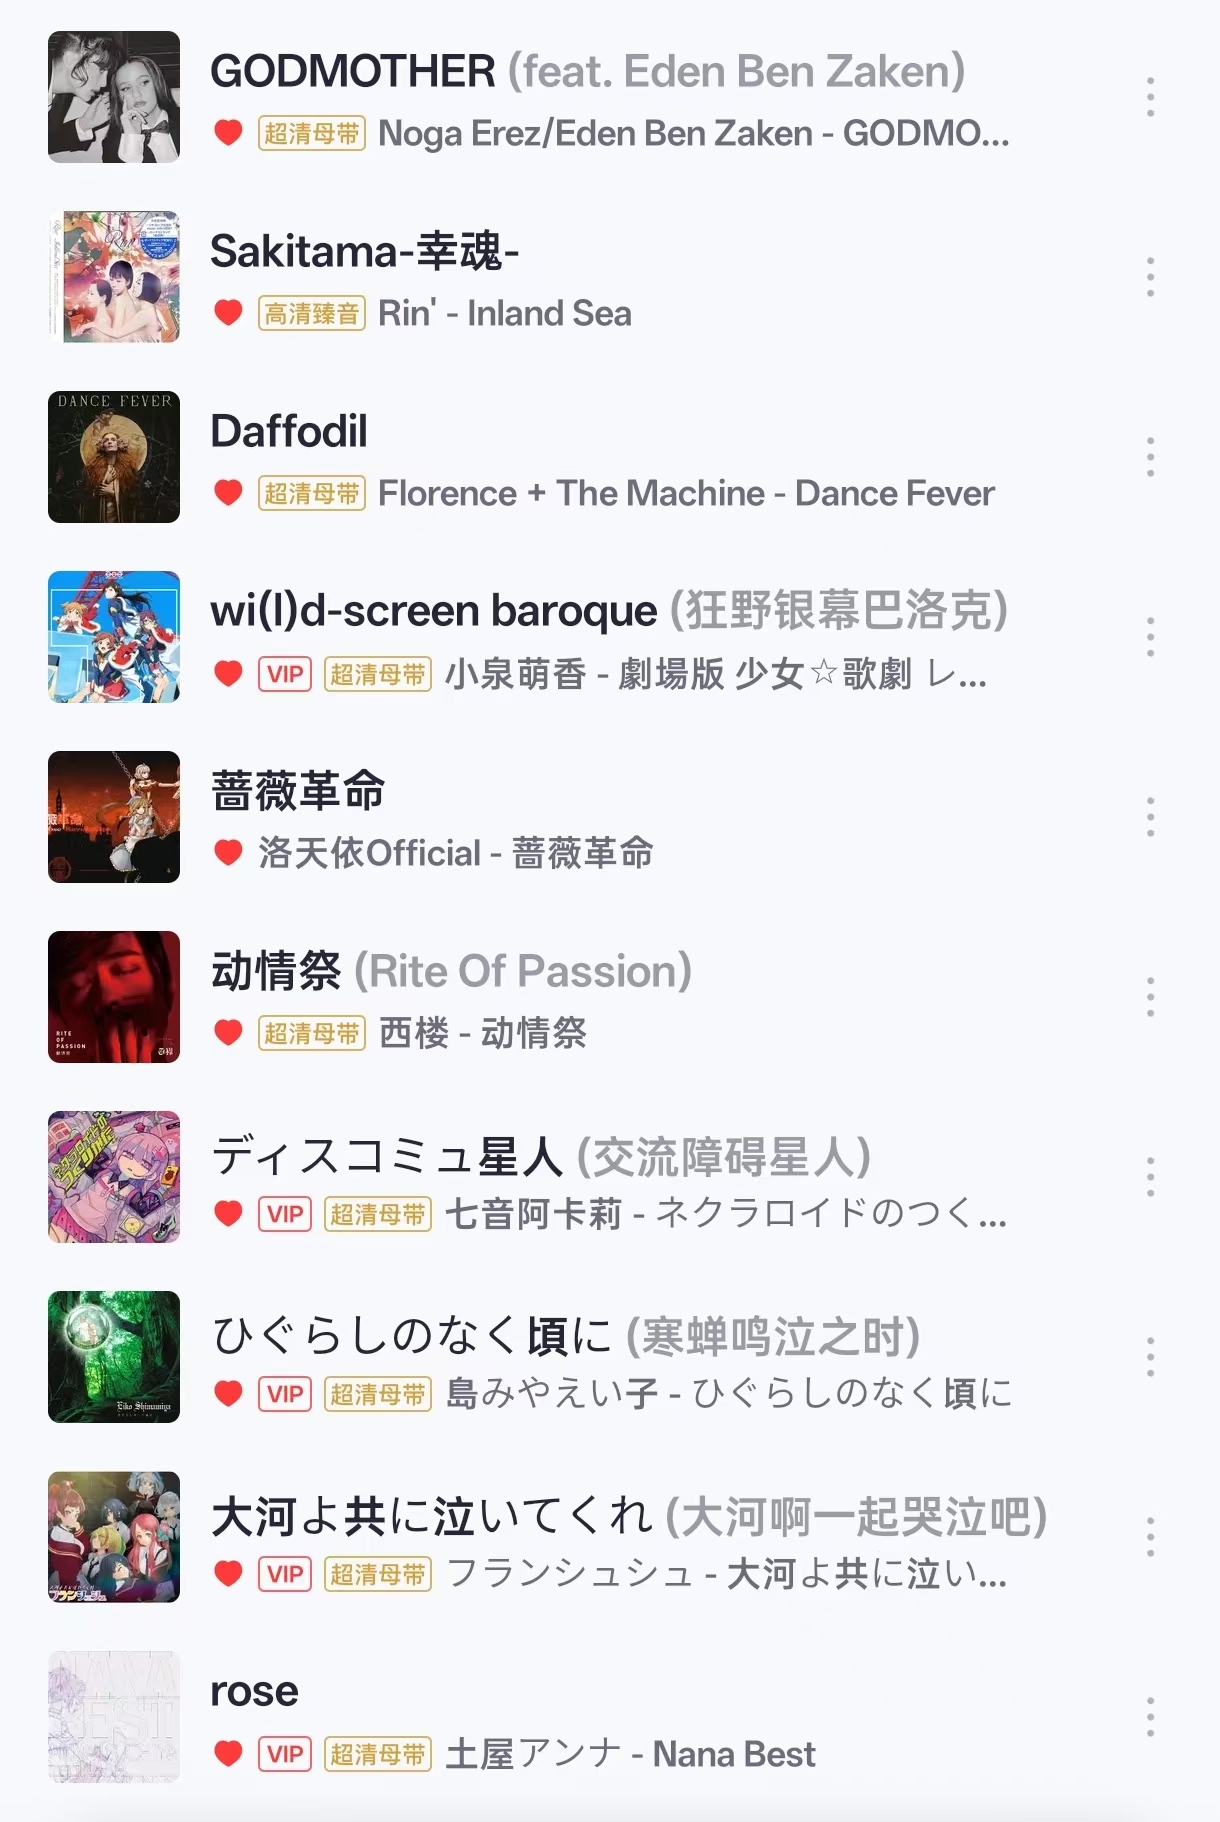 GODMOTHER (feat. Eden Ben Zaken)
超清母带 Noga Erez/Eden Ben Zaken - GODMO...
Sakitama-幸魂-
高清臻音 Rin' - Inland Sea
DANCE FEVER
Daffodil
超清母带 Florence + The Machine - Dance Fever
wi(l)d-screen baroque (狂野银幕巴洛克)
VIP 超清母带 小泉萌香 - 劇場版 少女☆歌劇 レ...
蔷薇革命
洛天依Official - 蔷薇革命
动情祭 (Rite Of Passion)
超清母带 西楼 - 动情祭
RITE
OF
PASSION
ディスコミュ星人 (交流障碍星人)
VIP 超清母带 七音阿卡莉 - ネクラロイドのつく...
ひぐらしのなく頃に (寒蝉鸣泣之时)
VIP 超清母带 島みやえい子 - ひぐらしのなく頃に
Eiko Shimamiya
大河よ共に泣いてくれ (大河啊一起哭泣吧)
VIP 超清母带 フランシュシュ - 大河よ共に泣い...
フランシュシュ
rose
VIP 超清母带 土屋アンナ - Nana Best